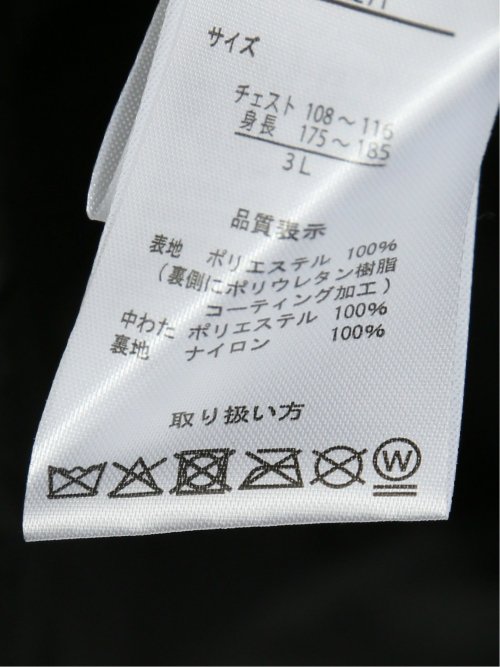 サイズ
チェスト 108～116
身長 175～185
3L
品質表示
表地 ポリエステル 100%
(裏側にポリウレタン樹脂
コーティング加工)
中わた ポリエステル 100%
裏地 ナイロン 100%
取り扱い方
W